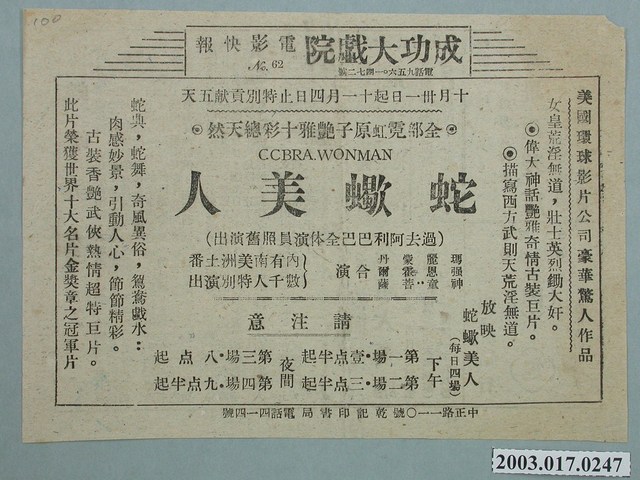 100
成功大戲院 電影快報
No. 62
電話九五六•一調七二號
美國環球影片公司豪華驚人作品
女皇荒淫無道，壯士英烈鋤大奸。
◉偉大神話艷雅奇情古裝巨片。
◉描寫西方武則天荒淫無道。
十月卅一日起十一月四日止特別貢献五天
◉全部霓虹原子艷雅十彩總天然◉
CCBRA.WONMAN
蛇蠍美人
(過去阿利巴巴全体演員照舊演出)
瑪麗蒙丹
强恩霍爾
神童菩薩
合演
內有南美洲土番
數千人特別演出
放映
蛇蠍美人
(每日四場)
請注意
下午
第一場•壹點半起
第二場•三點半起
夜間
第三場•八點起
第四場•九點半起
蛇典，蛇舞，奇風異俗，鴛鴦戲水：
肉感妙景，引動人心，節節精彩。
古裝香艷武俠熱情超特巨片。
此片榮獲世界十大名片金獎章之冠軍片
中正路一一〇號乾記印書局電話四一四號
2003.017.0247